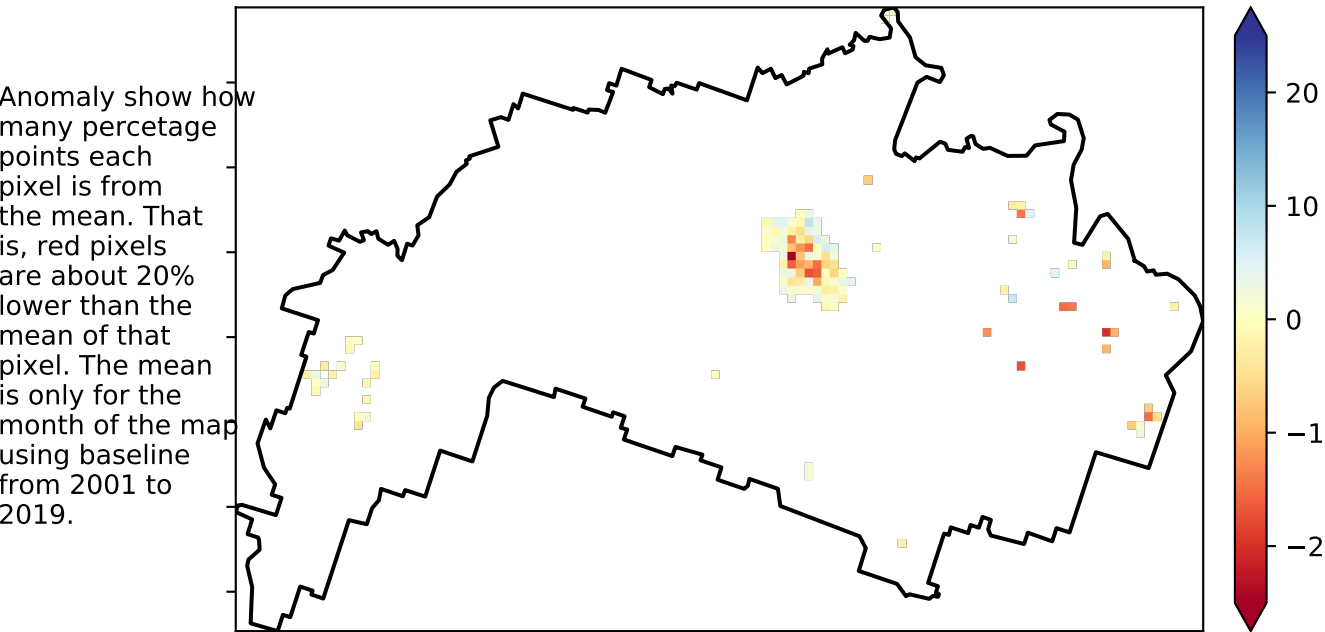 Anomaly show how
many percetage
points each
pixel is from
the mean. That
is, red pixels
are about 20%
lower than the
mean of that
pixel. The mean
is only for the
month of the map
using baseline
from 2001 to
2019.
20
10
0
−1
−2